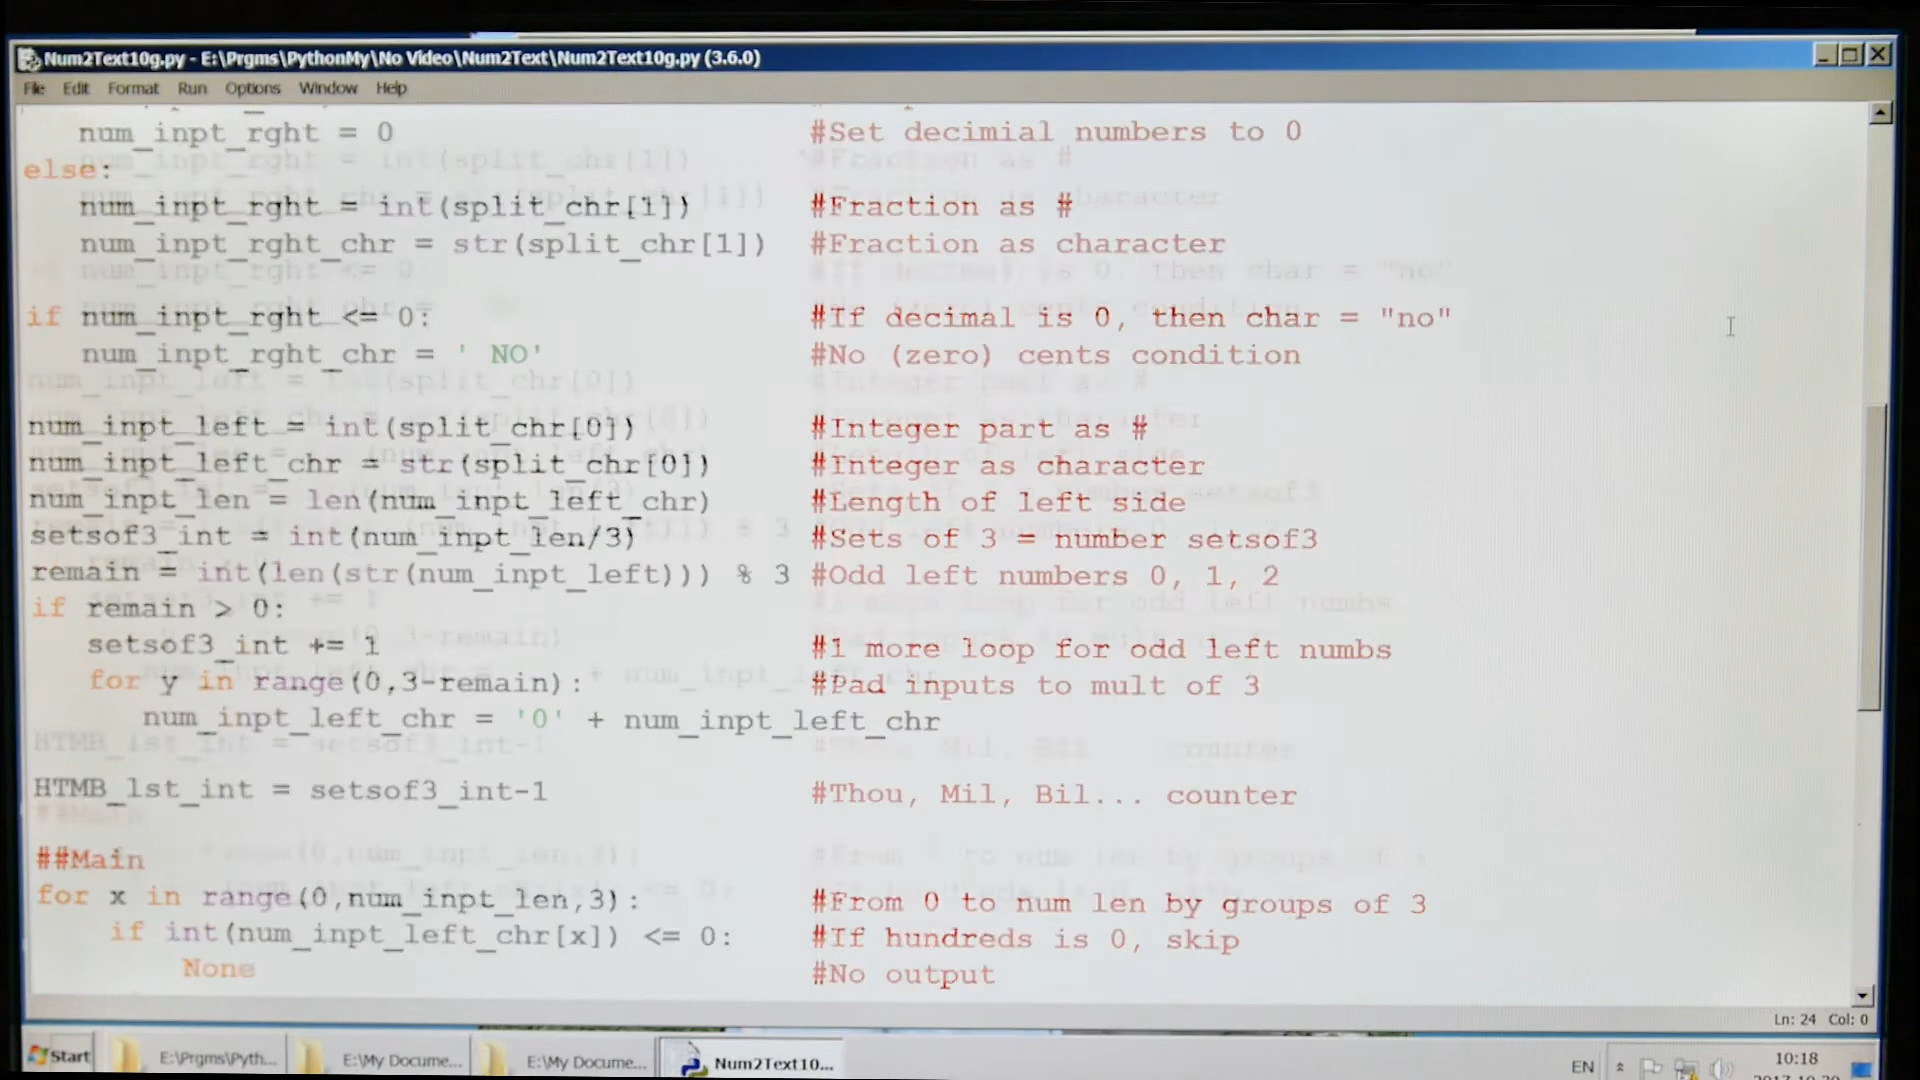 Num2Text10g.py - E:\Prgms\PythonMy\No Video\Num2Text\Num2Text10g.py (3.6.0)
File Edit Format Run Options Window Help
num_inpt_rght = 0 #Set decimial numbers to 0
else:
num_inpt_rght = int(split_chr[1]) #Fraction as #
num_inpt_rght_chr = str(split_chr[1]) #Fraction as character
if num_inpt_rght <= 0: #If decimal is 0, then char = "no"
num_inpt_rght_chr = ' NO' #No (zero) cents condition
num_inpt_left = int(split_chr[0]) #Integer part as #
num_inpt_left_chr = str(split_chr[0]) #Integer as character
num_inpt_len = len(num_inpt_left_chr) #Length of left side
setsof3_int = int(num_inpt_len/3) #Sets of 3 = number setsof3
remain = int(len(str(num_inpt_left))) % 3 #Odd left numbers 0, 1, 2
if remain > 0:
setsof3_int += 1 #1 more loop for odd left numbs
for y in range(0,3-remain): #Pad inputs to mult of 3
num_inpt_left_chr = '0' + num_inpt_left_chr
HTMB_lst_int = setsof3_int-1 #Thou, Mil, Bil... counter
##Main
for x in range(0,num_inpt_len,3): #From 0 to num len by groups of 3
if int(num_inpt_left_chr[x]) <= 0: #If hundreds is 0, skip
None #No output
Ln: 24 Col: 0
Start E:\Prgms\Pyth... E:\My Docume... E:\My Docume... Num2Text10... EN 10:18